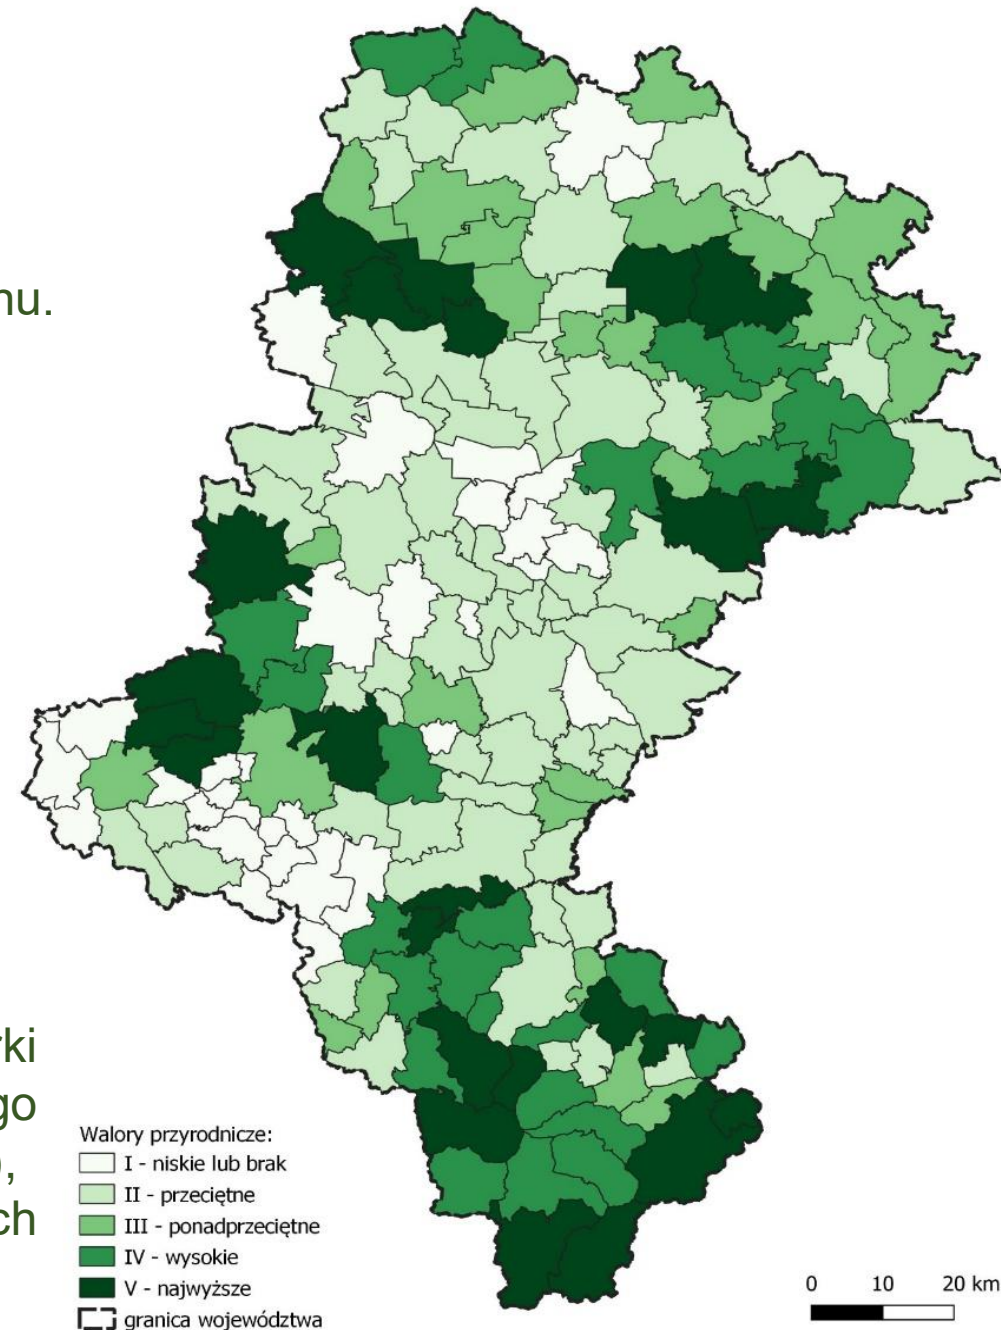 nu.
rki
go
),
ch
Walory przyrodnicze:
I - niskie lub brak
II - przeciętne
III - ponadprzeciętne
IV - wysokie
V - najwyższe
granica województwa
0 10 20 km